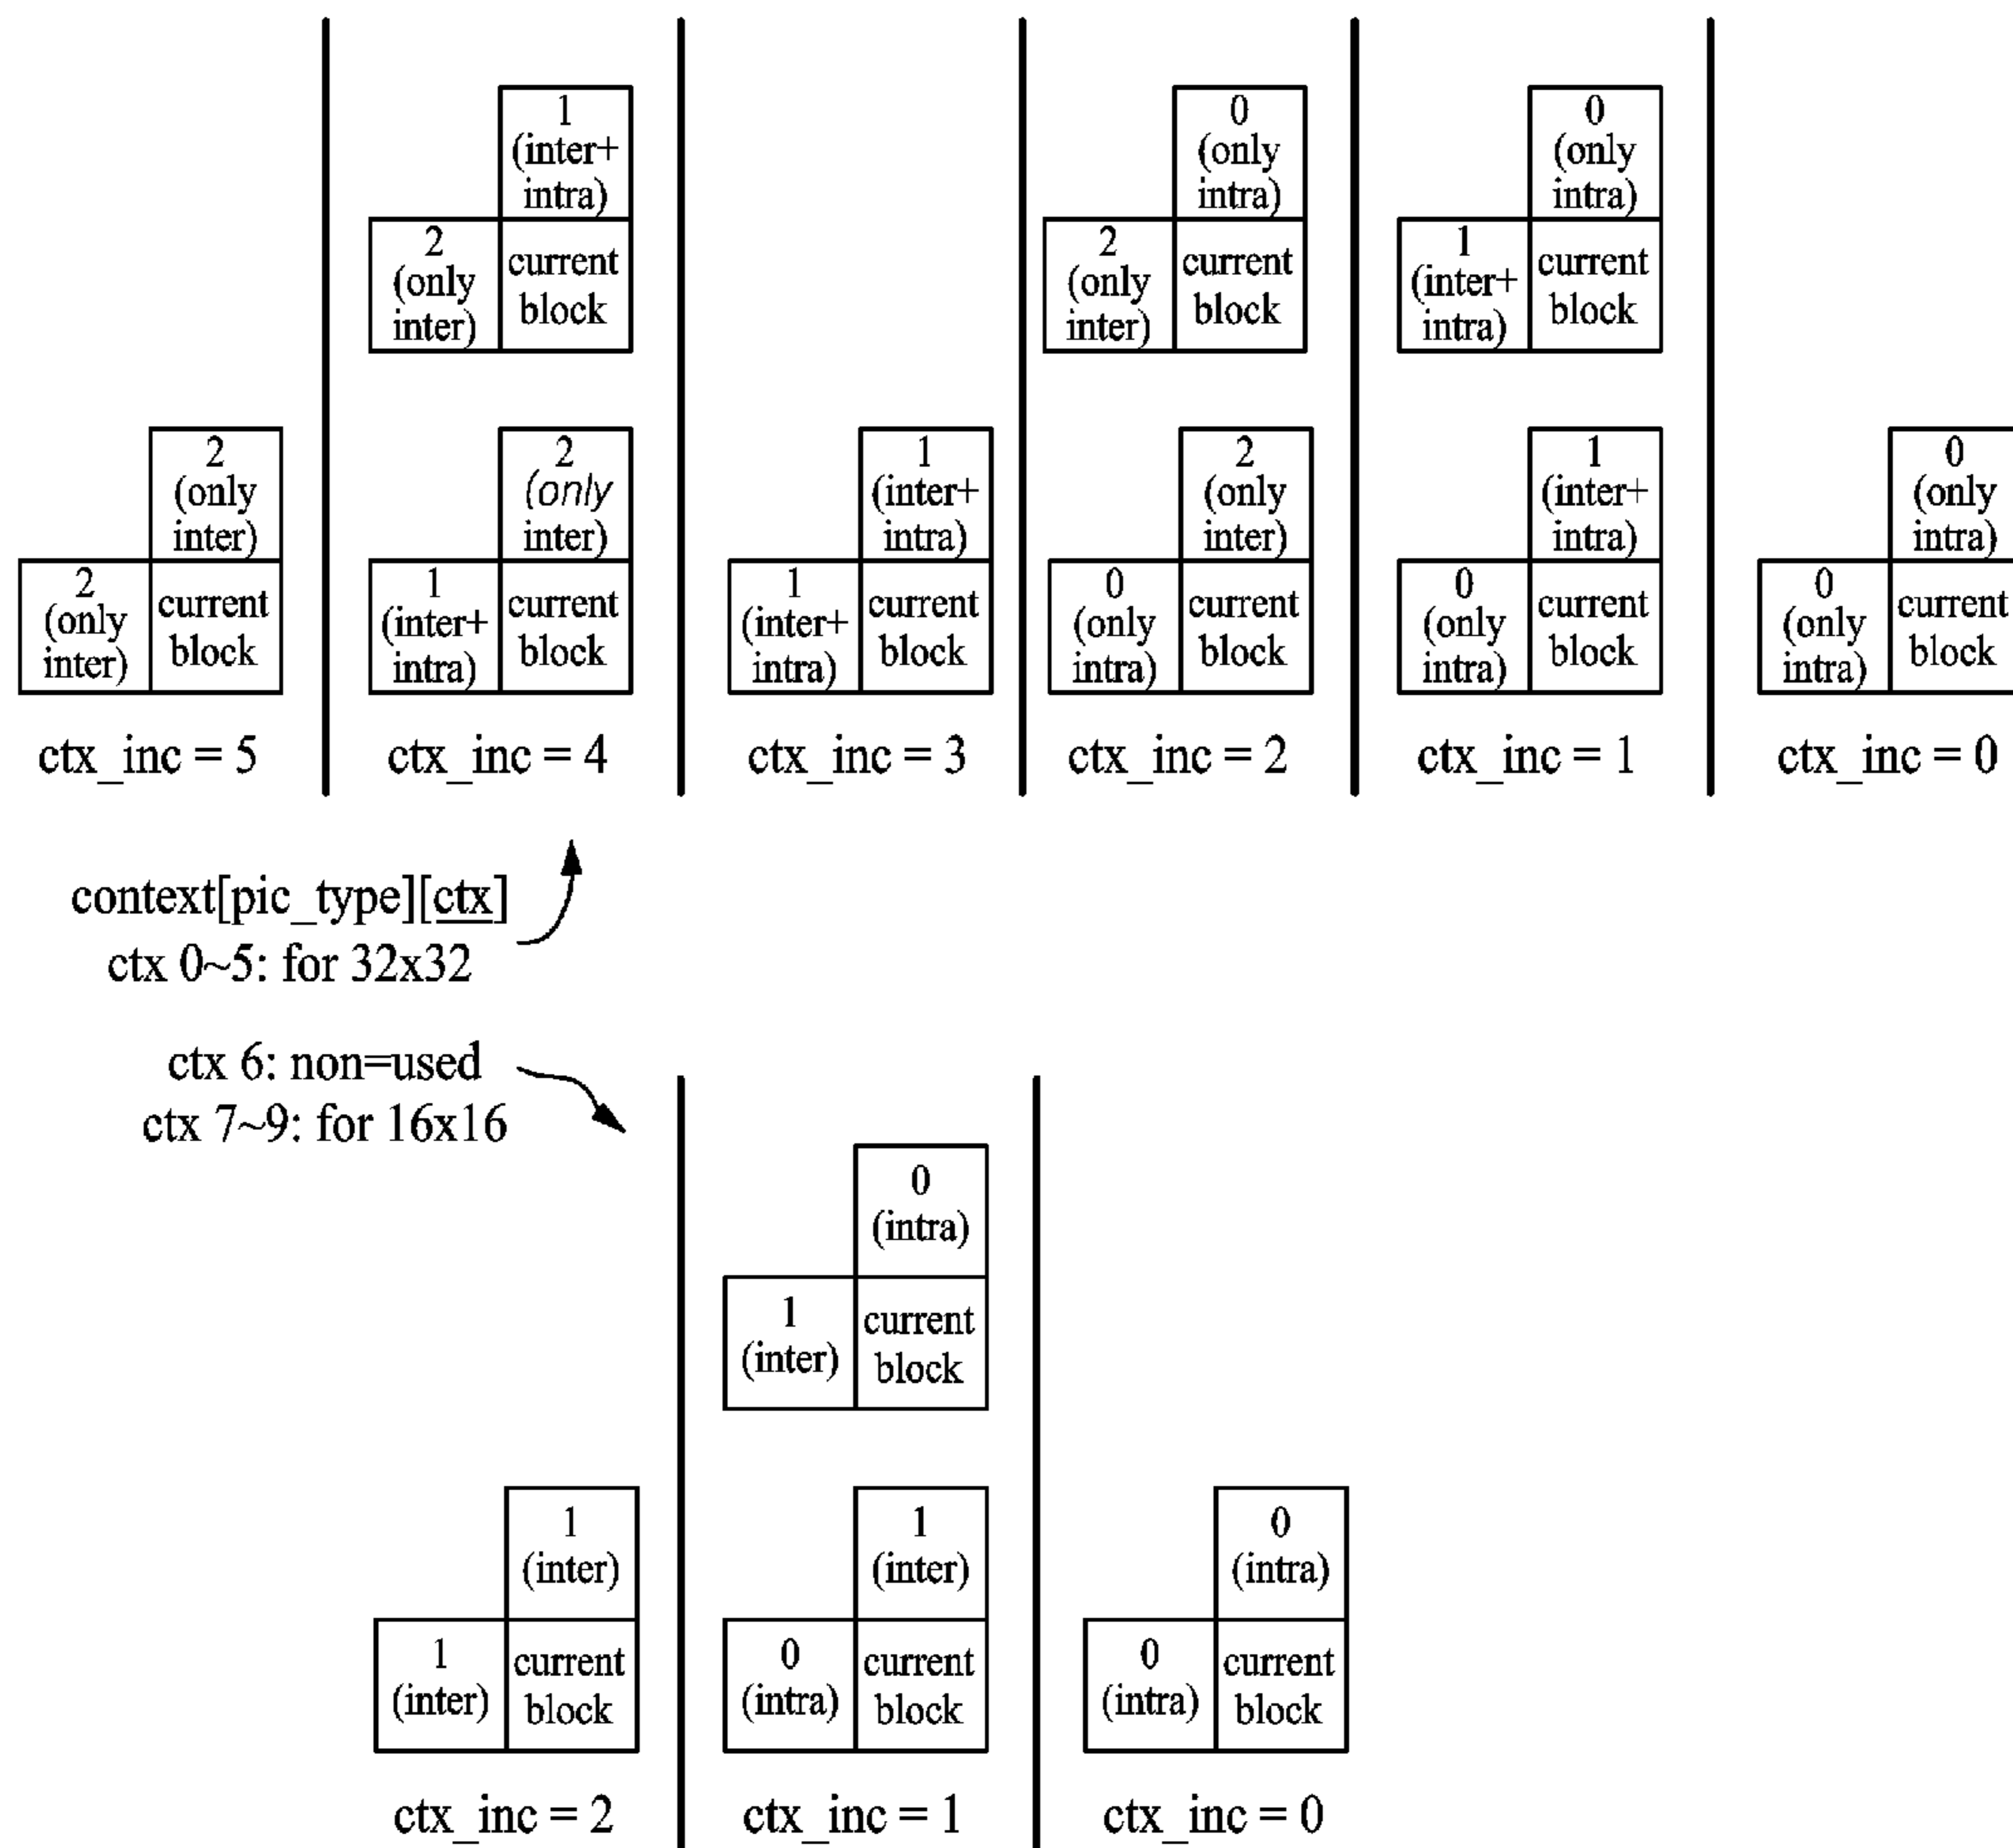 1
(inter+
intra)
2
(only
inter)
current
block
0
(only
intra)
2
(only
inter)
current
block
0
(only
intra)
1
(inter+
intra)
current
block
2
(only
inter)
2
(only
inter)
current
block
ctx_inc = 5
2
(only
inter)
1
(inter+
intra)
current
block
ctx_inc = 4
1
(inter+
intra)
1
(inter+
intra)
current
block
ctx_inc = 3
2
(only
inter)
0
(only
intra)
current
block
ctx_inc = 2
1
(inter+
intra)
0
(only
intra)
current
block
ctx_inc = 1
0
(only
intra)
0
(only
intra)
current
block
ctx_inc = 0
context[pic_type][ctx]
ctx 0~5: for 32x32
ctx 6: non=used
ctx 7~9: for 16x16
0
(intra)
1
(inter)
current
block
1
(inter)
1
(inter)
current
block
ctx_inc = 2
1
(inter)
0
(intra)
current
block
ctx_inc = 1
0
(intra)
0
(intra)
current
block
ctx_inc = 0